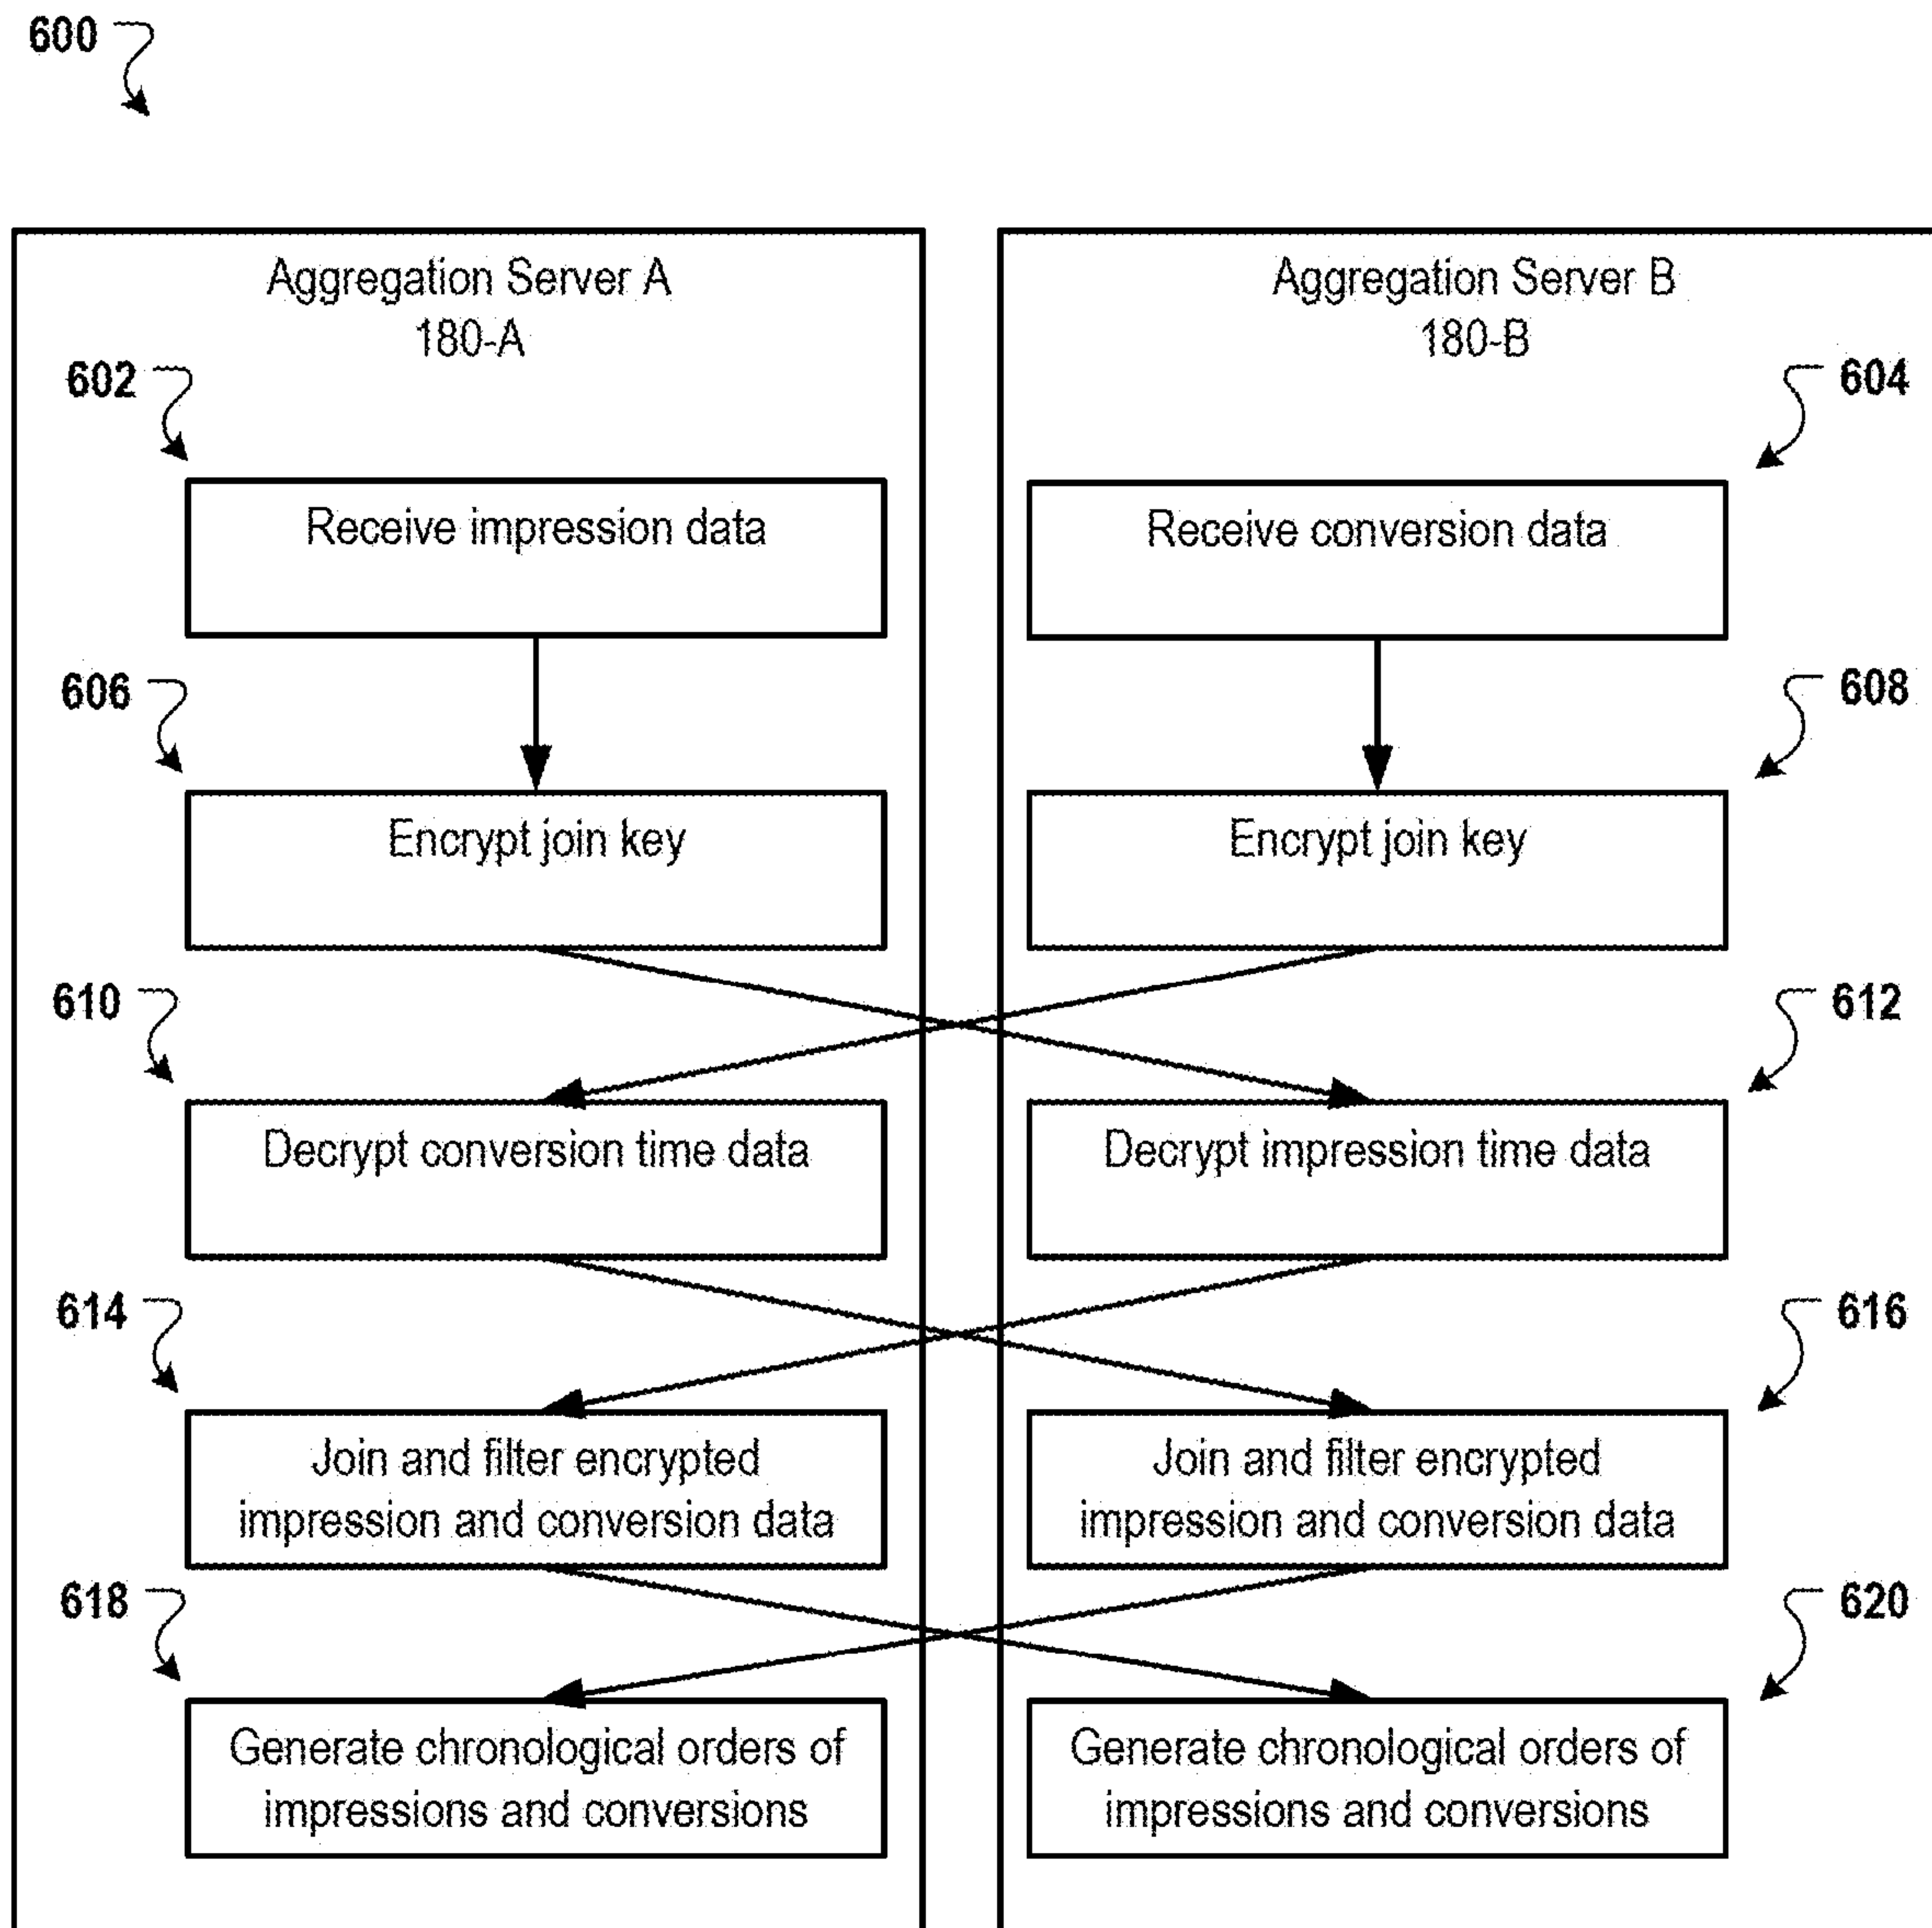 600
Aggregation Server A
180-A
Aggregation Server B
180-B
602
604
Receive impression data
Receive conversion data
606
608
Encrypt join key
Encrypt join key
610
612
Decrypt conversion time data
Decrypt impression time data
614
616
Join and filter encrypted
impression and conversion data
Join and filter encrypted
impression and conversion data
618
620
Generate chronological orders of
impressions and conversions
Generate chronological orders of
impressions and conversions